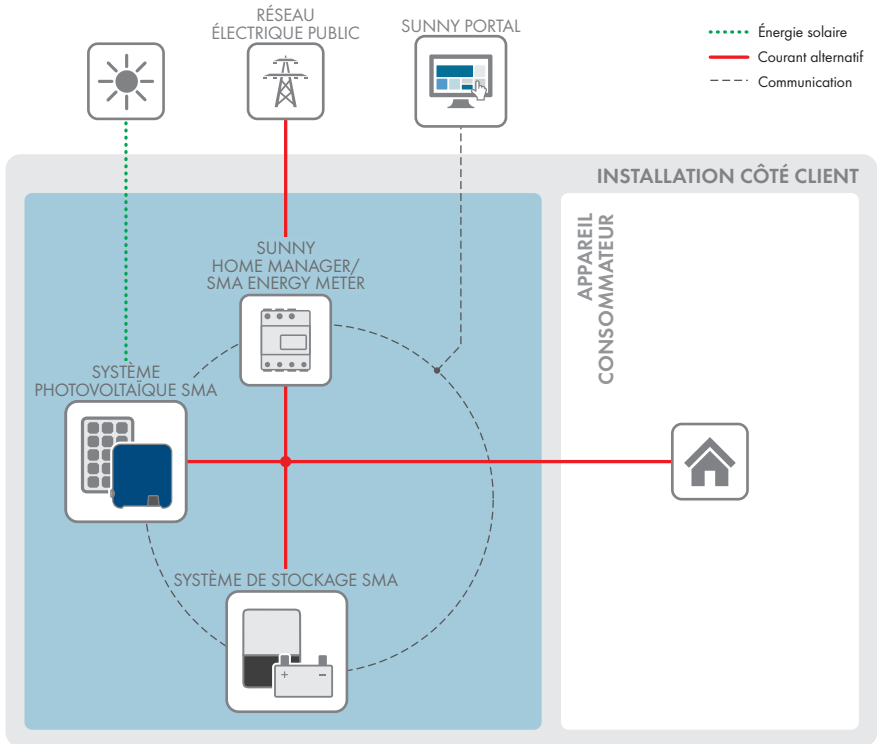 RÉSEAU
ÉLECTRIQUE PUBLIC
SUNNY PORTAL
Énergie solaire
Courant alternatif
Communication
INSTALLATION CÔTÉ CLIENT
SUNNY
HOME MANAGER/
SMA ENERGY METER
APPAREIL
CONSOMMATEUR
SYSTÈME
PHOTOVOLTAÏQUE SMA
SYSTÈME DE STOCKAGE SMA
+ −